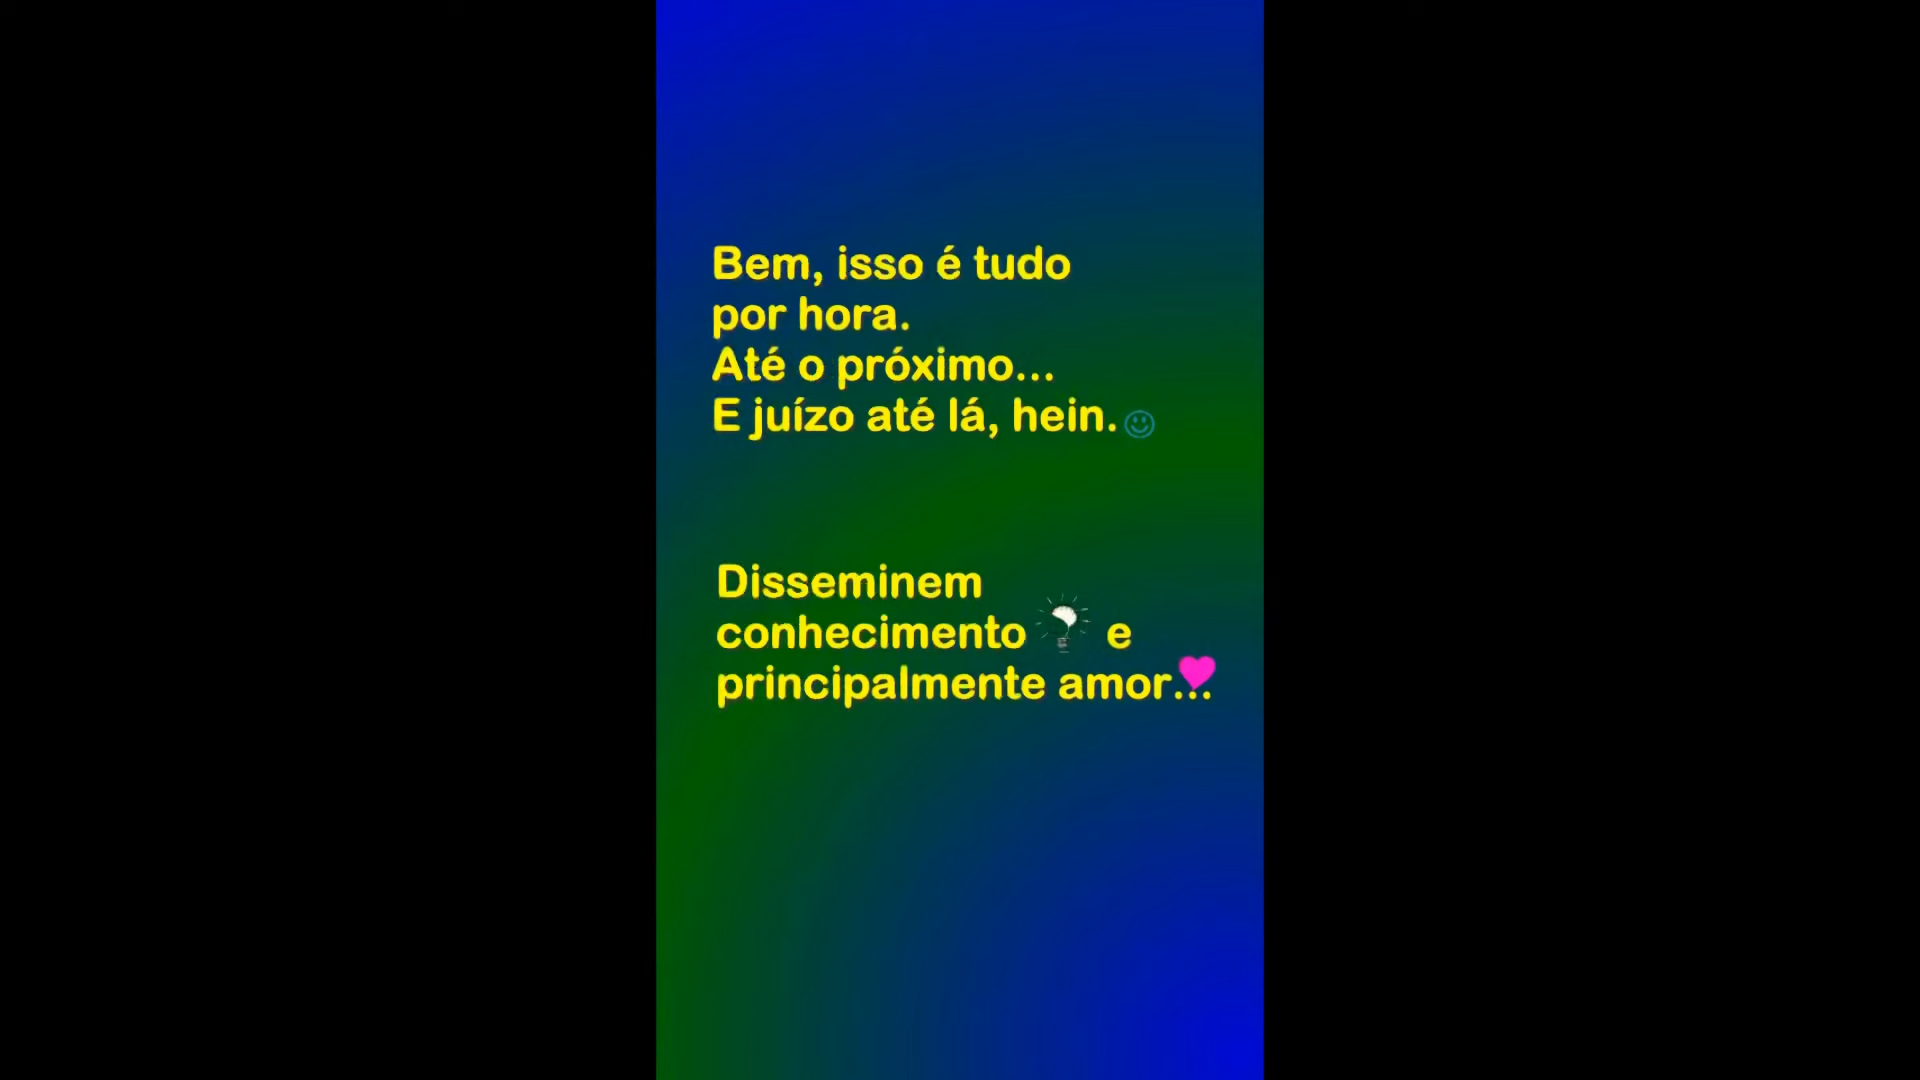 Bem, isso é tudo
por hora.
Até o próximo...
E juízo até lá, hein.
Disseminem
conhecimento e
principalmente amor...